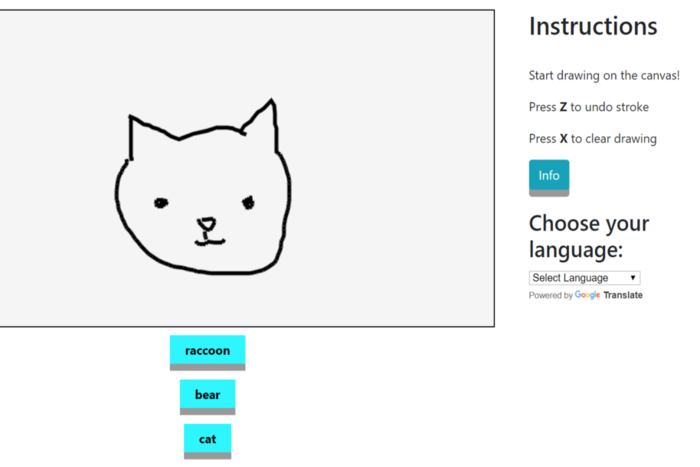 Instructions
Start drawing on the canvas!
Press Z to undo stroke
Press X to clear drawing
Info
Choose your
language:
Select Language
Powered by Google Translate
raccoon
bear
cat